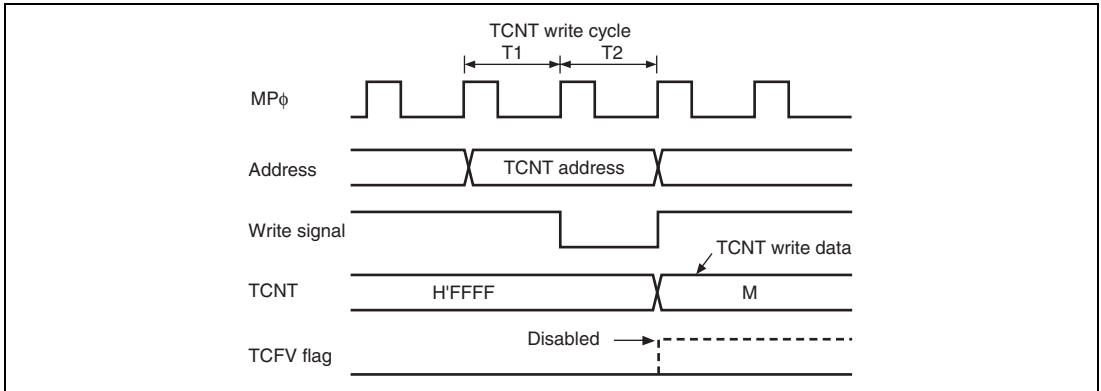 TCNT write cycle
T1 T2
MPϕ
Address TCNT address
Write signal
TCNT write data
TCNT H'FFFF M
Disabled
TCFV flag